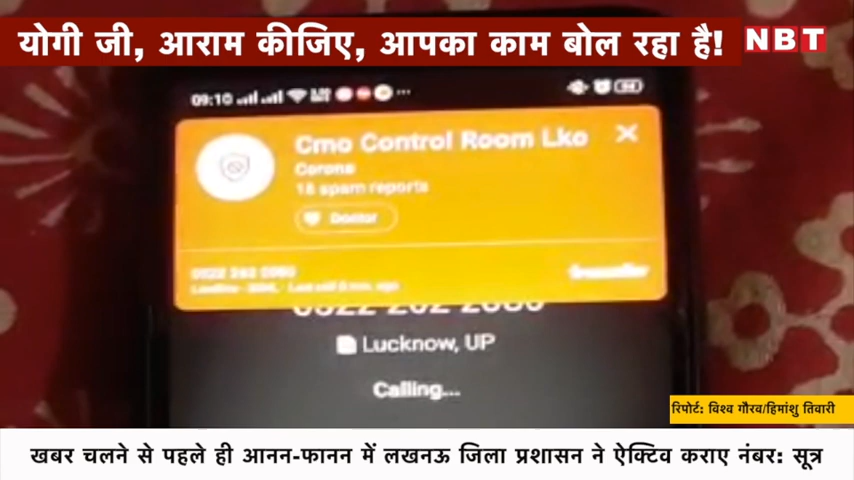 योगी जी, आराम कीजिए, आपका काम बोल रहा है!
NBT
09:10
Cmo Control Room Lko
Corona
18 spam reports
Doctor
truecaller
Lucknow, UP
Calling...
रिपोर्ट: विश्व गौरव/हिमांशु तिवारी
खबर चलने से पहले ही आनन-फानन में लखनऊ जिला प्रशासन ने ऐक्टिव कराए नंबर: सूत्र